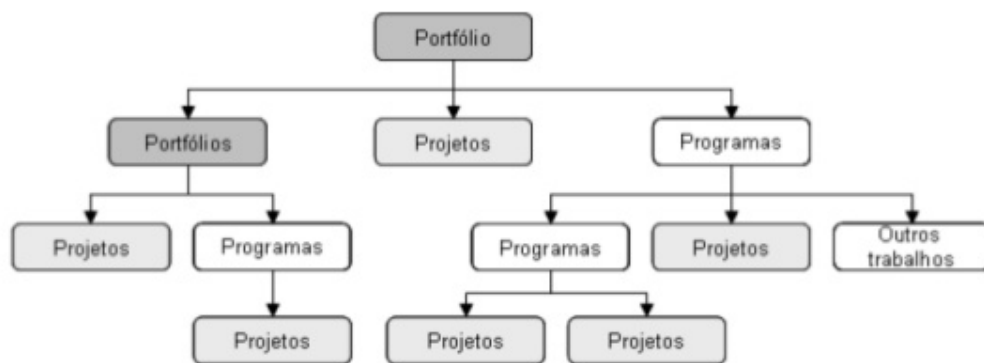 Portfólio
Portfólios
Projetos
Programas
Projetos
Programas
Programas
Projetos
Outros
trabalhos
Projetos
Projetos
Projetos